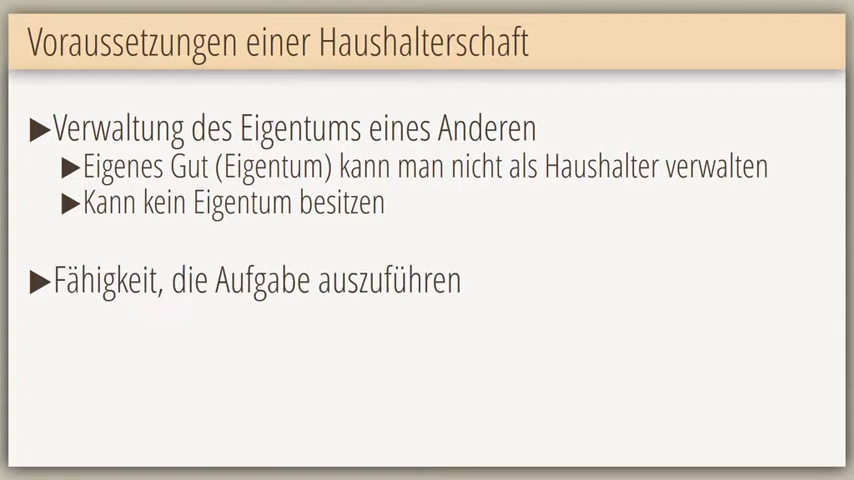 Voraussetzungen einer Haushalterschaft
▶Verwaltung des Eigentums eines Anderen
▶Eigenes Gut (Eigentum) kann man nicht als Haushalter verwalten
▶Kann kein Eigentum besitzen
▶Fähigkeit, die Aufgabe auszuführen